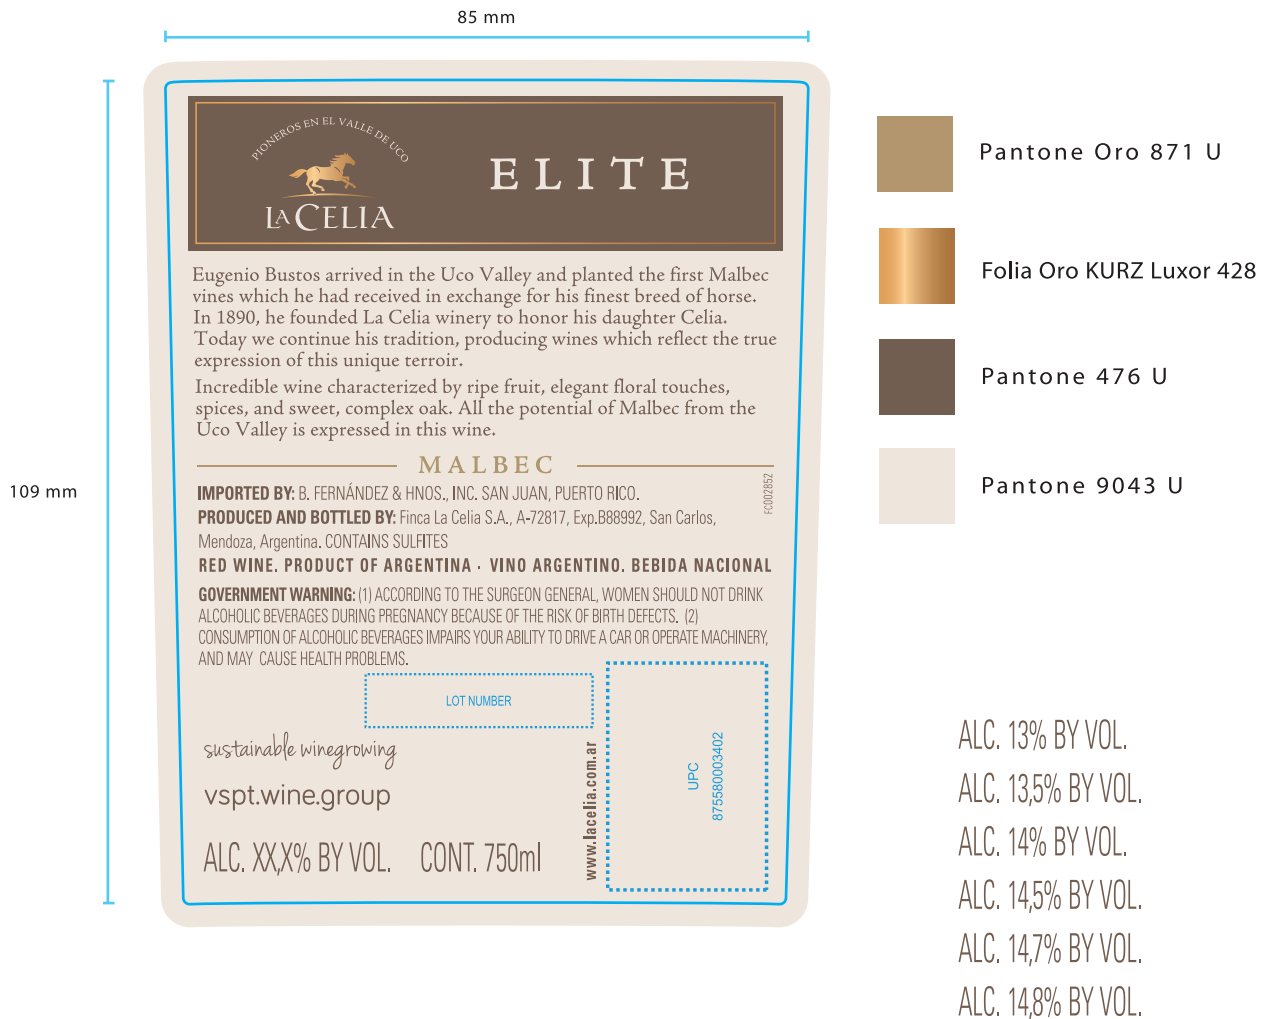 85 mm
109 mm
PIONEROS EN EL VALLE DE UCO
LA CELIA
ELITE
Eugenio Bustos arrived in the Uco Valley and planted the first Malbec
vines which he had received in exchange for his finest breed of horse.
In 1890, he founded La Celia winery to honor his daughter Celia.
Today we continue his tradition, producing wines which reflect the true
expression of this unique terroir.
Incredible wine characterized by ripe fruit, elegant floral touches,
spices, and sweet, complex oak. All the potential of Malbec from the
Uco Valley is expressed in this wine.
MALBEC
IMPORTED BY: B. FERNÁNDEZ & HNOS., INC. SAN JUAN, PUERTO RICO.
PRODUCED AND BOTTLED BY: Finca La Celia S.A., A-72817, Exp.B88992, San Carlos,
Mendoza, Argentina. CONTAINS SULFITES
FC002852
RED WINE. PRODUCT OF ARGENTINA · VINO ARGENTINO. BEBIDA NACIONAL
GOVERNMENT WARNING: (1) ACCORDING TO THE SURGEON GENERAL, WOMEN SHOULD NOT DRINK
ALCOHOLIC BEVERAGES DURING PREGNANCY BECAUSE OF THE RISK OF BIRTH DEFECTS. (2)
CONSUMPTION OF ALCOHOLIC BEVERAGES IMPAIRS YOUR ABILITY TO DRIVE A CAR OR OPERATE MACHINERY,
AND MAY CAUSE HEALTH PROBLEMS.
LOT NUMBER
sustainable winegrowing
vspt.wine.group
ALC. XX,X% BY VOL. CONT. 750ml
www.lacelia.com.ar
UPC
875580003402
Pantone Oro 871 U
Folia Oro KURZ Luxor 428
Pantone 476 U
Pantone 9043 U
ALC. 13% BY VOL.
ALC. 13,5% BY VOL.
ALC. 14% BY VOL.
ALC. 14,5% BY VOL.
ALC. 14,7% BY VOL.
ALC. 14,8% BY VOL.